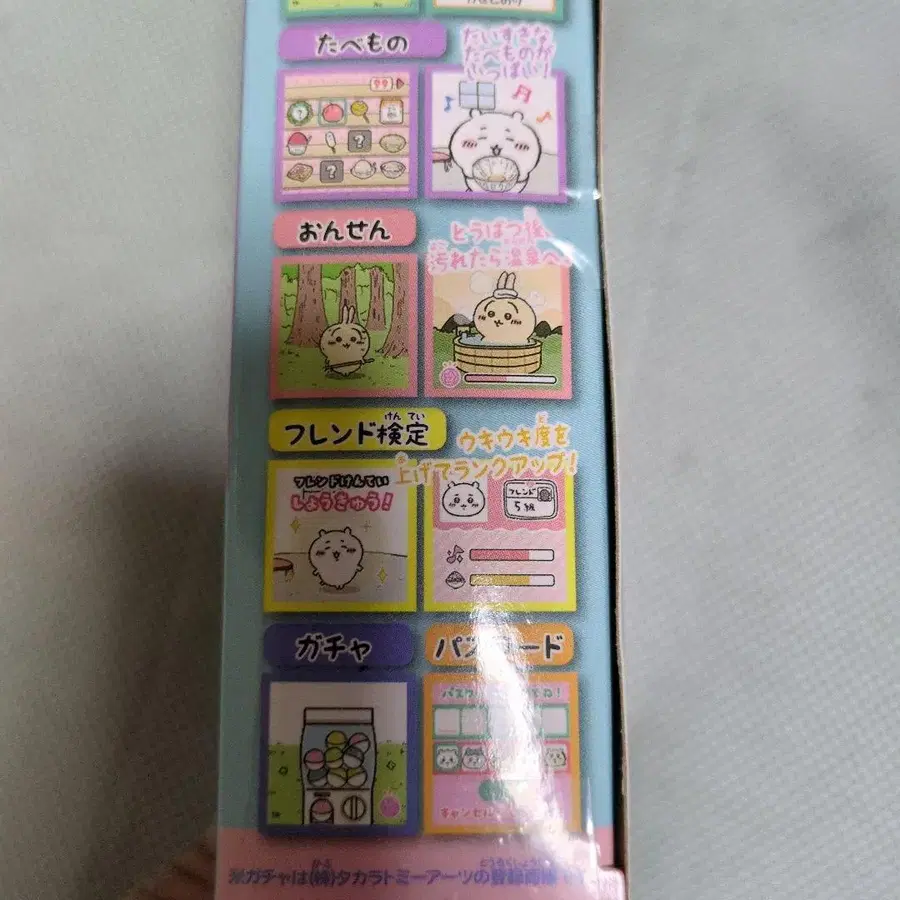 たべもの
だいすきな
たべものが
いっぱい!
おんせん
とうばつ後、
汚れたら温泉へ
フレンド検定
けん てい
ウキウキ度を
上げてランクアップ!
フレンドけんてい
しょうきゅう!
フレンド
5級
ガチャ
キャンセル
※ガチャは(株)タカラトミーアーツの登録商標